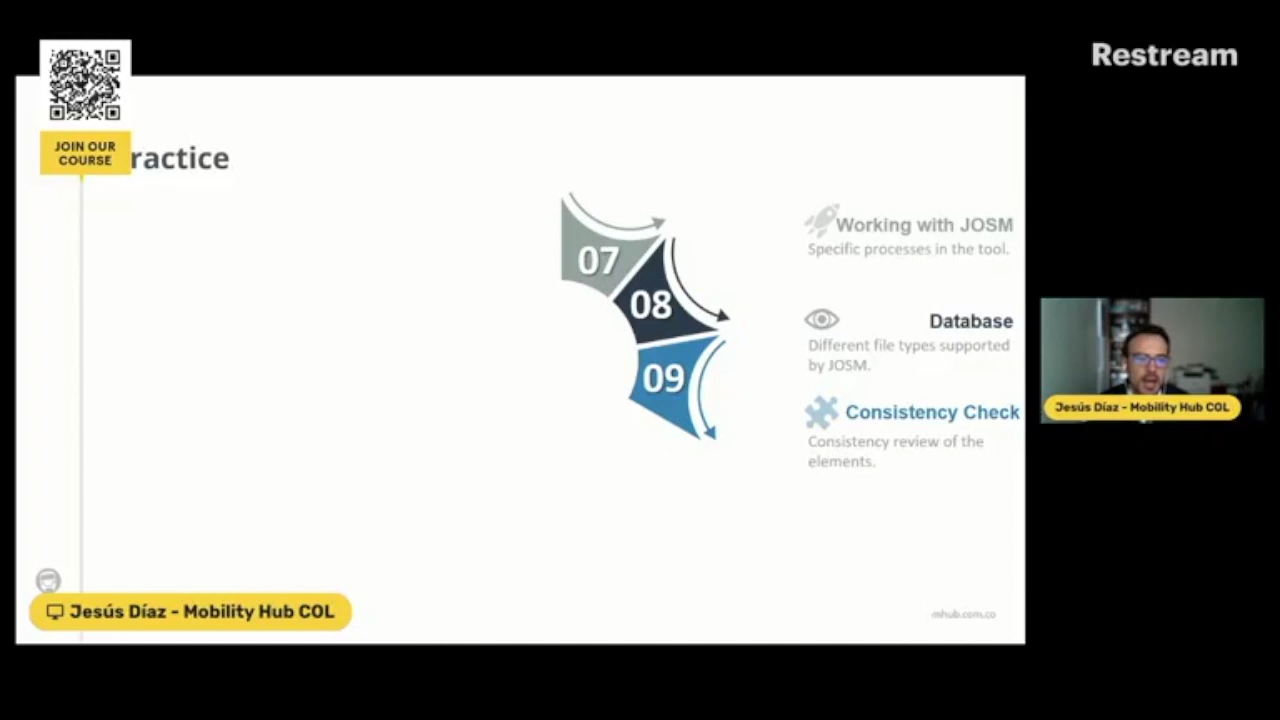 Restream
JOIN OUR
COURSE
ractice
07
08
09
Working with JOSM
Specific processes in the tool.
Database
Different file types supported
by JOSM.
Consistency Check
Consistency review of the
elements.
Jesús Díaz - Mobility Hub COL
Jesús Díaz - Mobility Hub COL
mhub.com.co